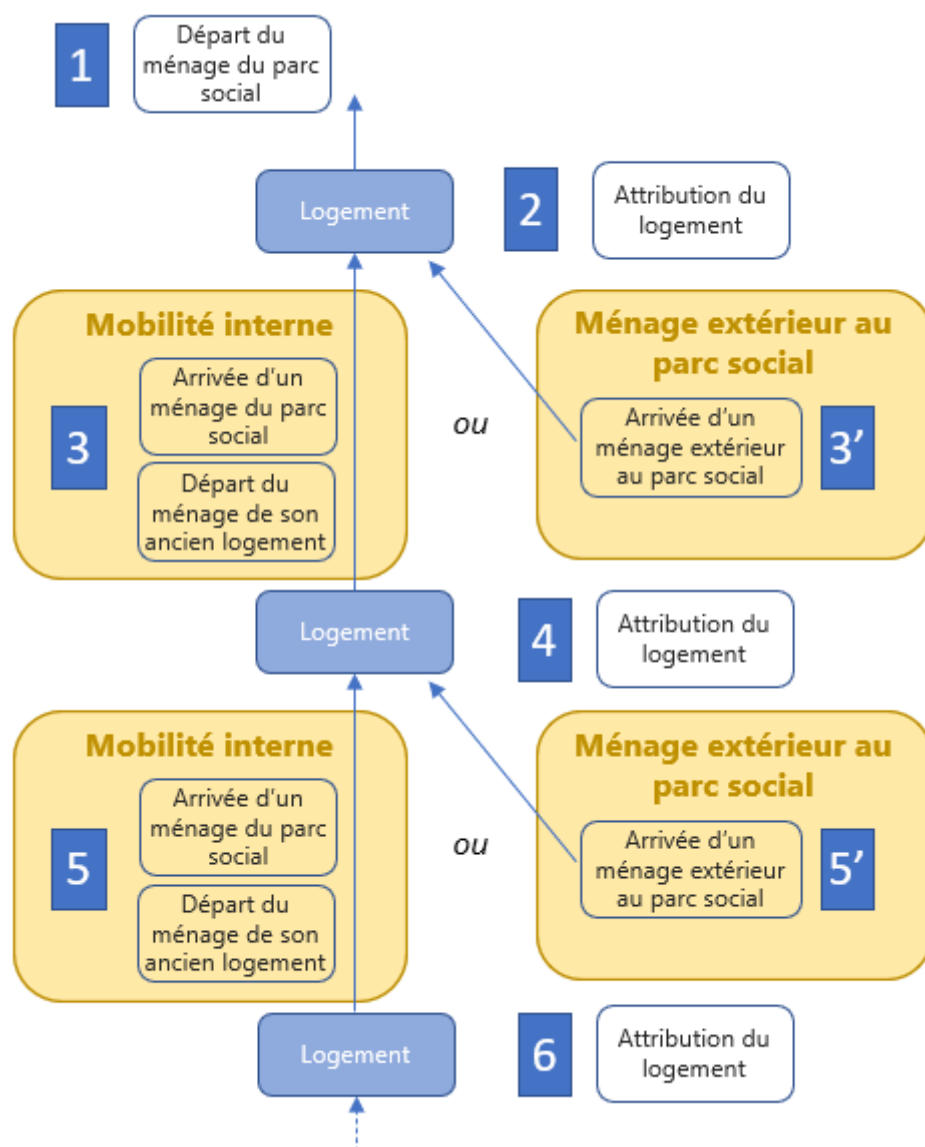 1
Départ du
ménage du parc
social
Logement
2
Attribution du
logement
Mobilité interne
3
Arrivée d'un
ménage du parc
social
Départ du
ménage de son
ancien logement
ou
Ménage extérieur au
parc social
Arrivée d'un
ménage extérieur
au parc social
3’
Logement
4
Attribution du
logement
Mobilité interne
5
Arrivée d'un
ménage du parc
social
Départ du
ménage de son
ancien logement
ou
Ménage extérieur au
parc social
Arrivée d'un
ménage extérieur
au parc social
5’
Logement
6
Attribution du
logement